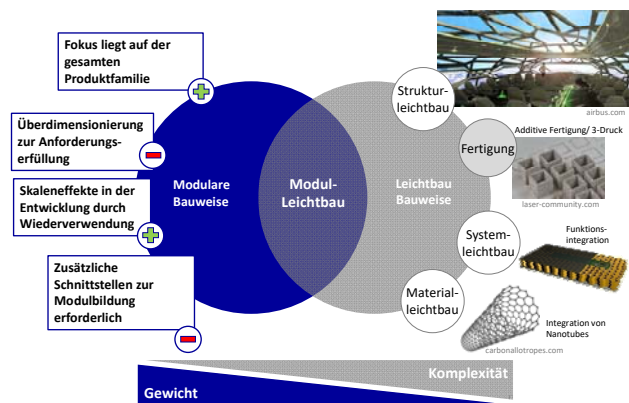 Fokus liegt auf der
gesamten
Produktfamilie
Überdimensionierung
zur Anforderungs-
erfüllung
Skaleneffekte in der
Entwicklung durch
Wiederverwendung
Zusätzliche
Schnittstellen zur
Modulbildung
erforderlich
Modulare
Bauweise
Modul-
Leichtbau
Leichtbau
Bauweise
Struktur-
leichtbau
Fertigung
System-
leichtbau
Material-
leichtbau
airbus.com
Additive Fertigung/ 3-Druck
laser-community.com
Funktions-
integration
Integration von
Nanotubes
carbonallotropes.com
Komplexität
Gewicht